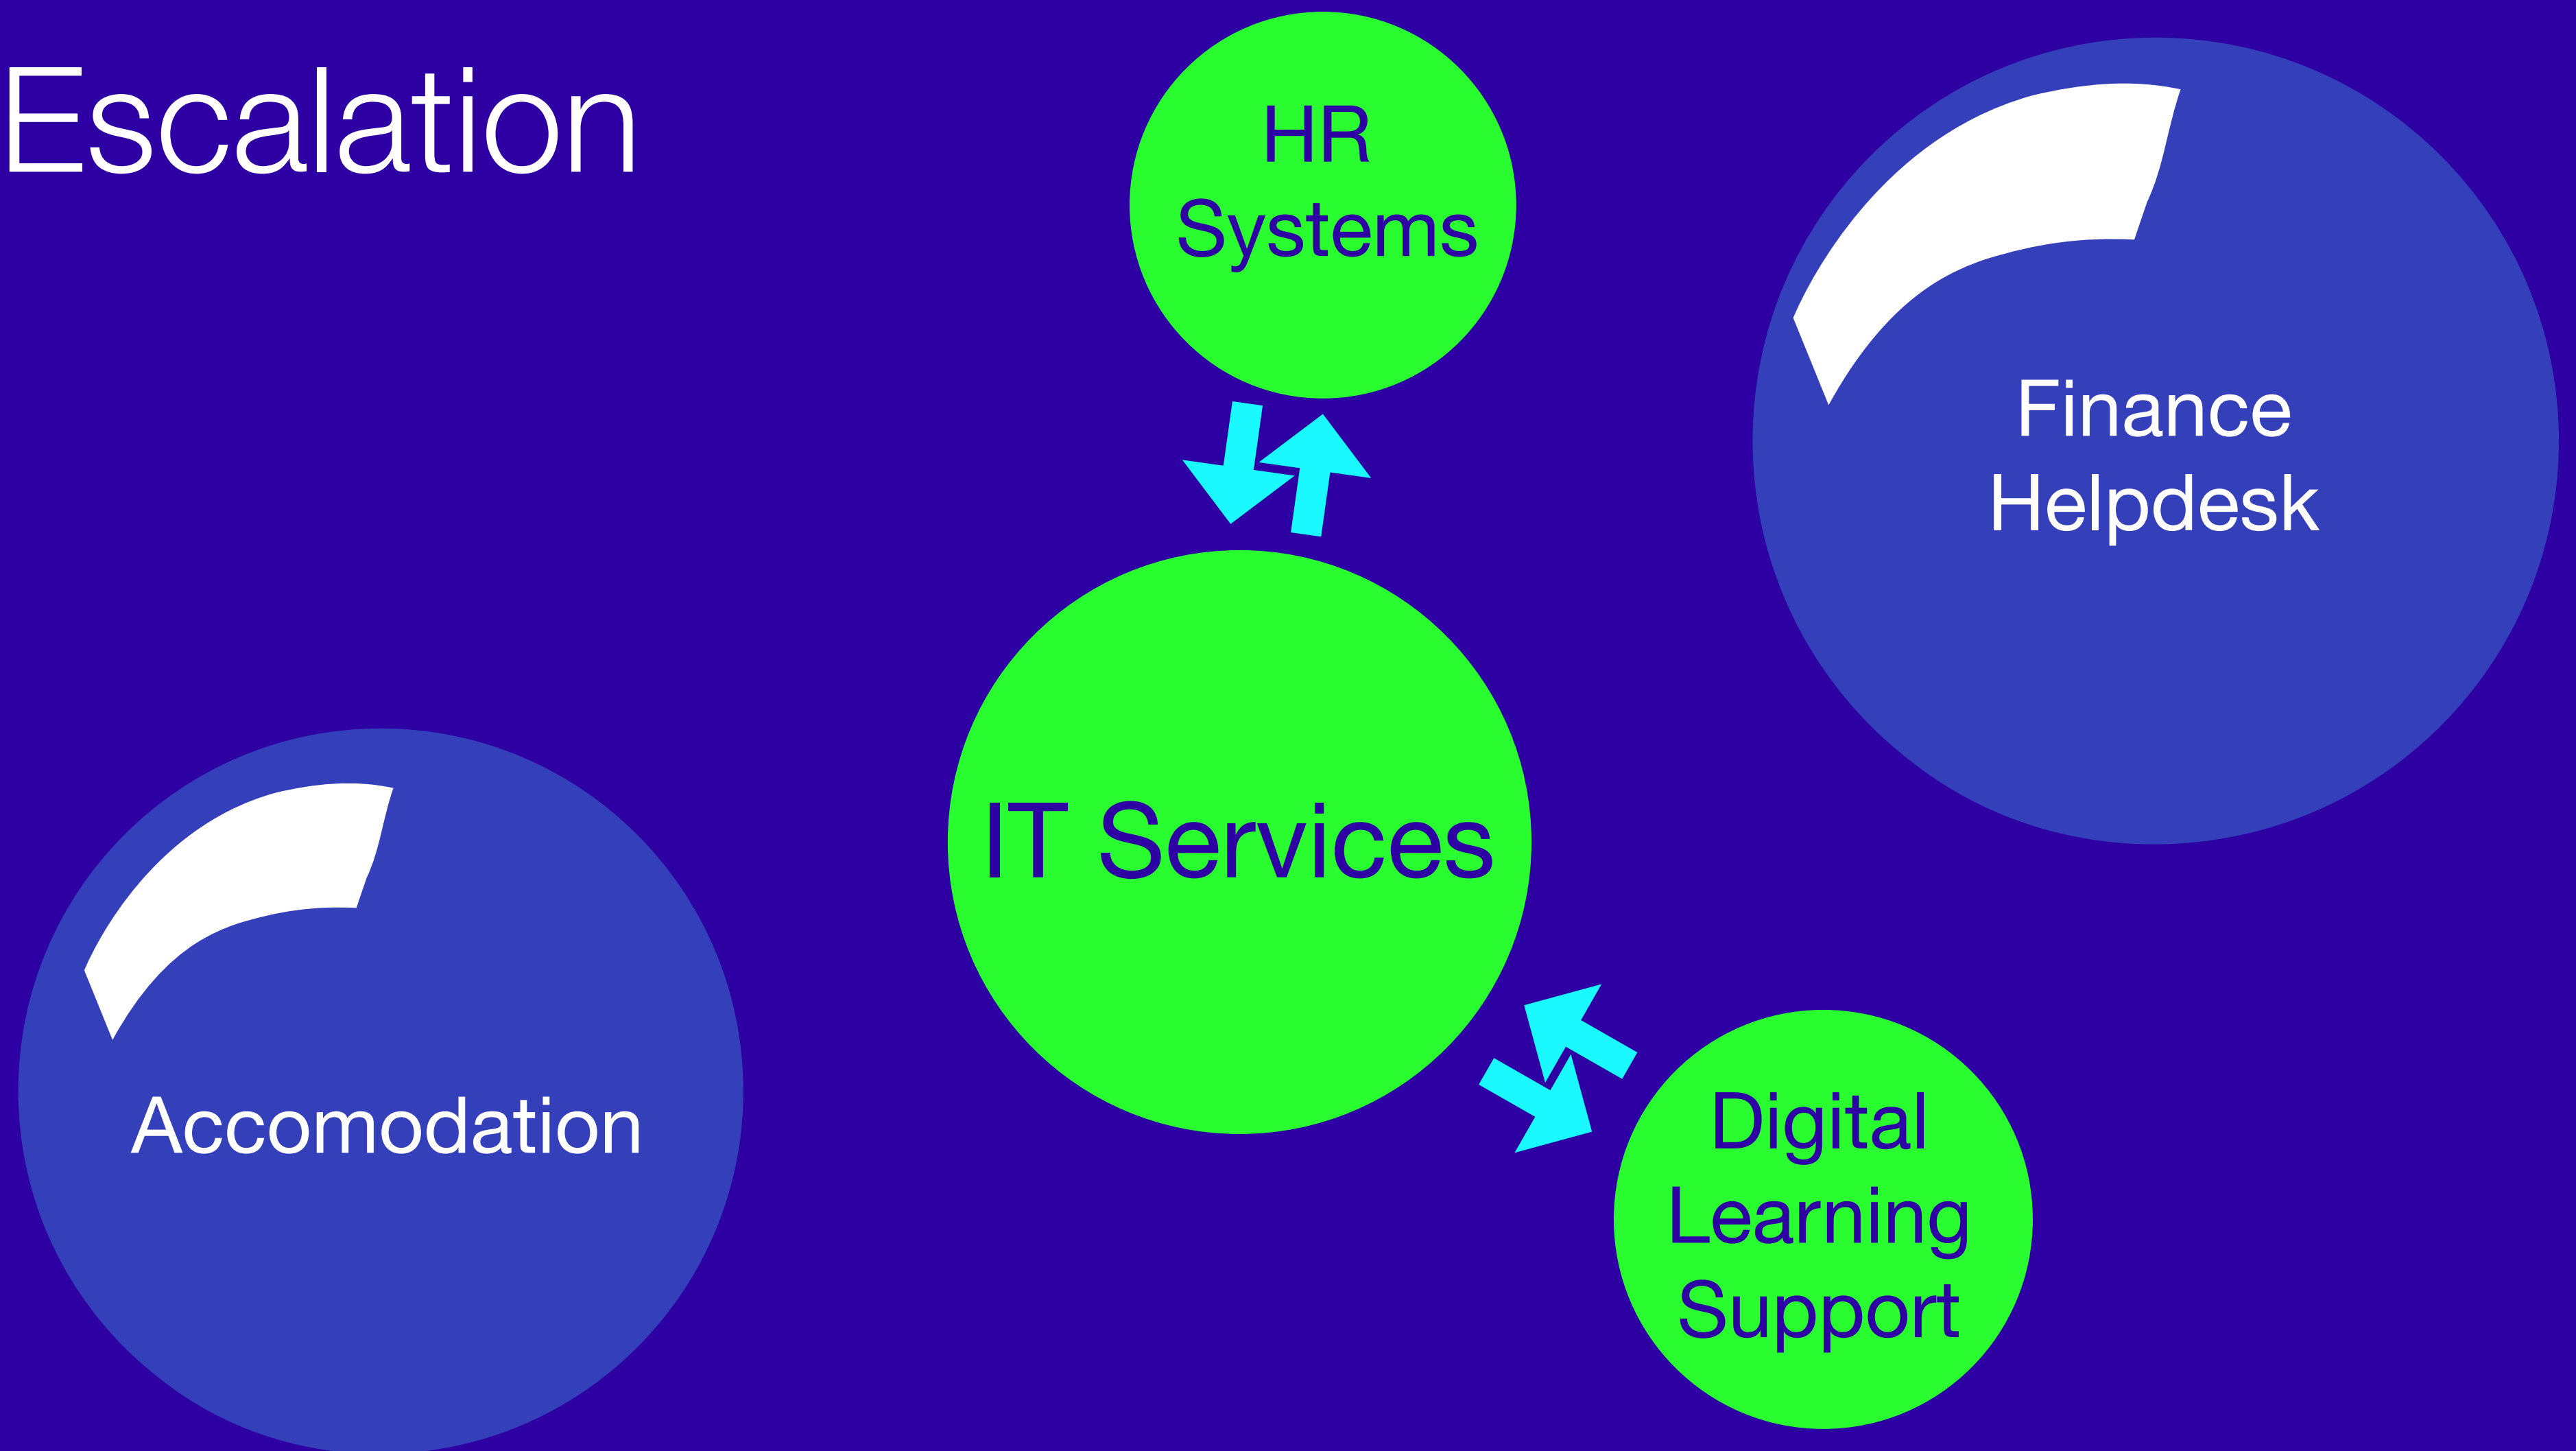 Escalation
HR
Systems
Finance
Helpdesk
IT Services
Accomodation
Digital
Learning
Support